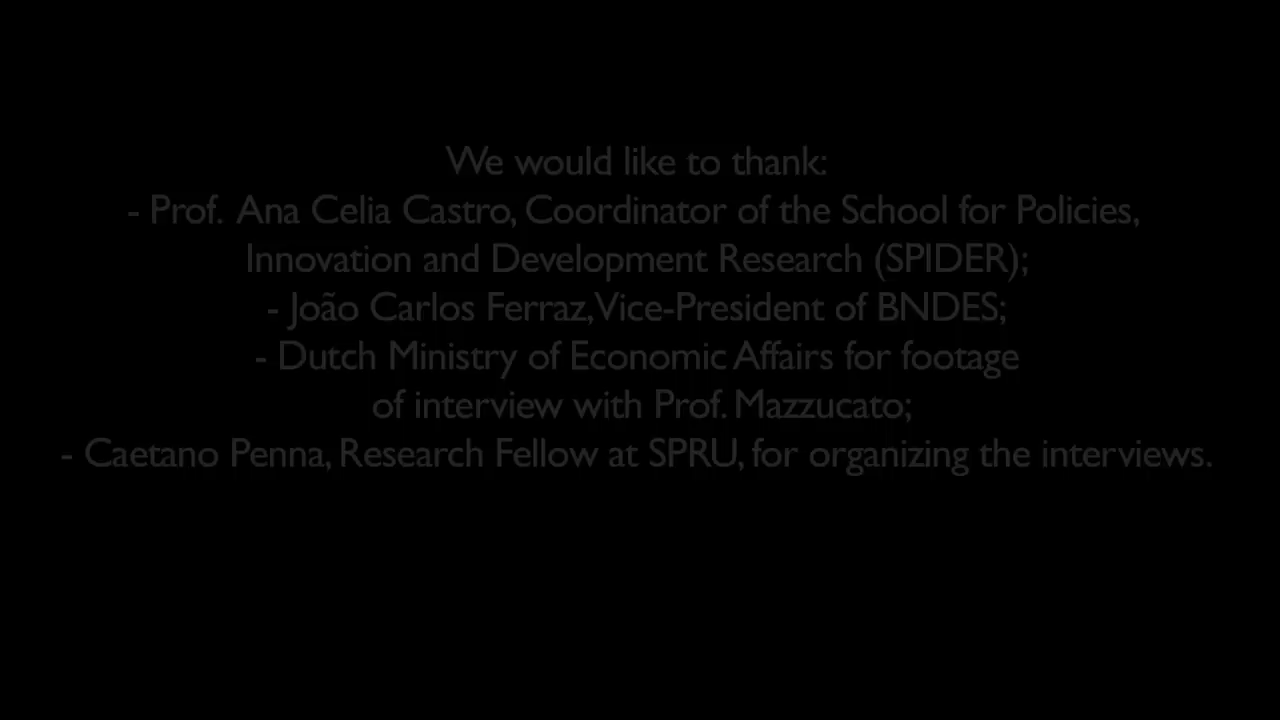 We would like to thank:
- Prof. Ana Celia Castro, Coordinator of the School for Policies,
Innovation and Development Research (SPIDER);
- João Carlos Ferraz, Vice-President of BNDES;
- Dutch Ministry of Economic Affairs for footage
of interview with Prof. Mazzucato;
- Caetano Penna, Research Fellow at SPRU, for organizing the interviews.